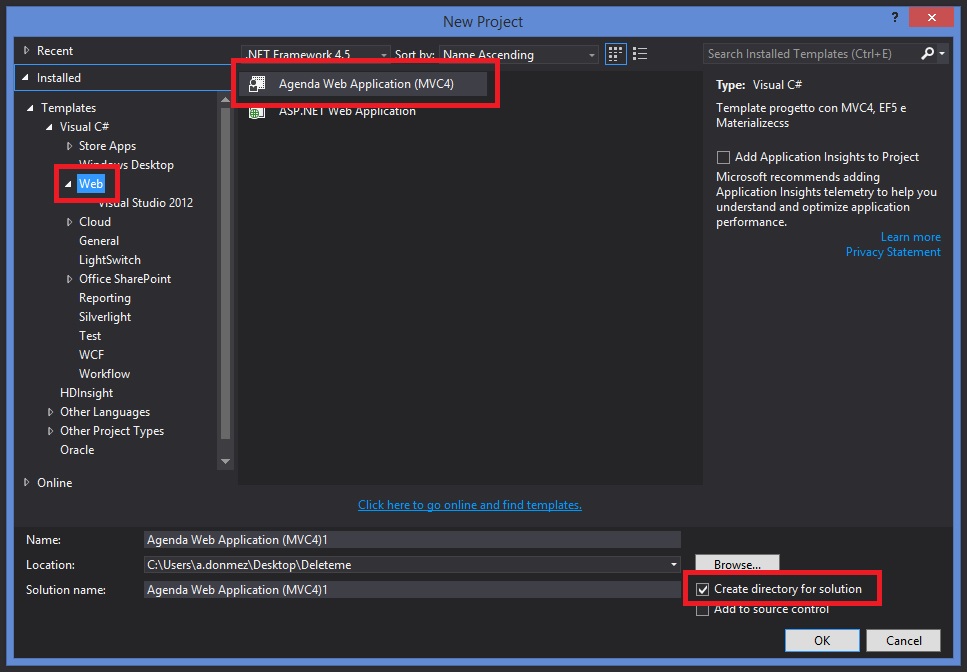 New Project
?
Recent
Installed
Templates
Visual C#
Store Apps
Windows Desktop
Web
Visual Studio 2012
Cloud
General
LightSwitch
Office SharePoint
Reporting
Silverlight
Test
WCF
Workflow
HDInsight
Other Languages
Other Project Types
Oracle
Online
.NET Framework 4.5 Sort by: Name Ascending
Agenda Web Application (MVC4)
ASP.NET Web Application
Click here to go online and find templates.
Search Installed Templates (Ctrl+E)
Type: Visual C#
Template progetto con MVC4, EF5 e
Materializecss
Add Application Insights to Project
Microsoft recommends adding
Application Insights telemetry to help you
understand and optimize application
performance.
Learn more
Privacy Statement
Name: Agenda Web Application (MVC4)1
Location: C:\Users\a.donmez\Desktop\Deleteme Browse...
Solution name: Agenda Web Application (MVC4)1 Create directory for solution
Add to source control
OK Cancel